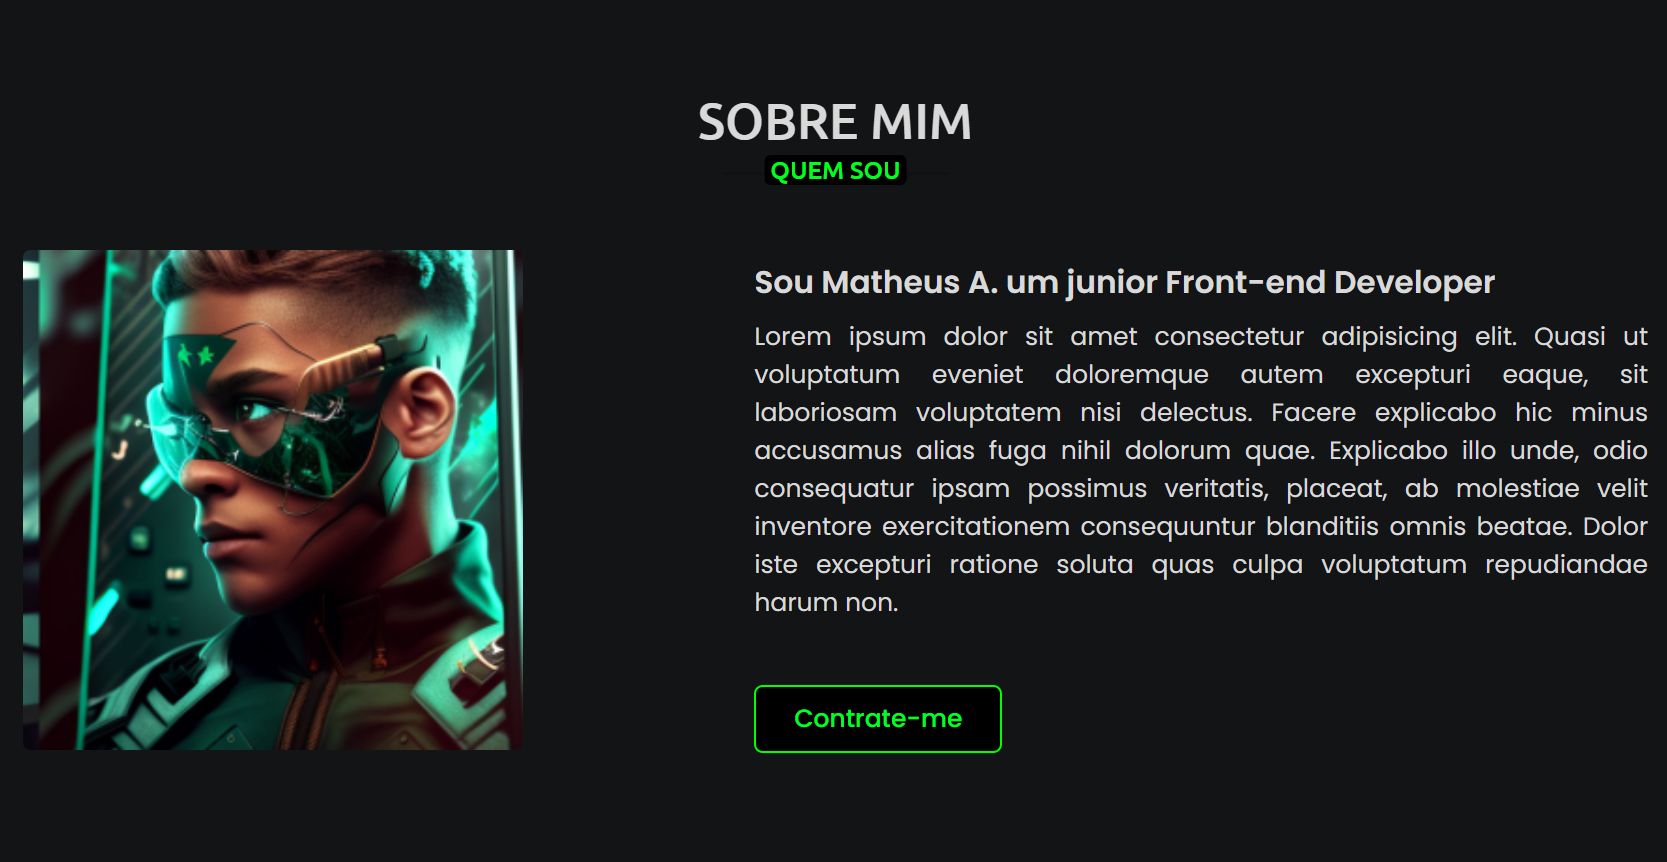 SOBRE MIM
QUEM SOU
Sou Matheus A. um junior Front-end Developer
Lorem ipsum dolor sit amet consectetur adipisicing elit. Quasi ut
voluptatum eveniet doloremque autem excepturi eaque, sit
laboriosam voluptatem nisi delectus. Facere explicabo hic minus
accusamus alias fuga nihil dolorum quae. Explicabo illo unde, odio
consequatur ipsam possimus veritatis, placeat, ab molestiae velit
inventore exercitationem consequuntur blanditiis omnis beatae. Dolor
iste excepturi ratione soluta quas culpa voluptatum repudiandae
harum non.
Contrate-me